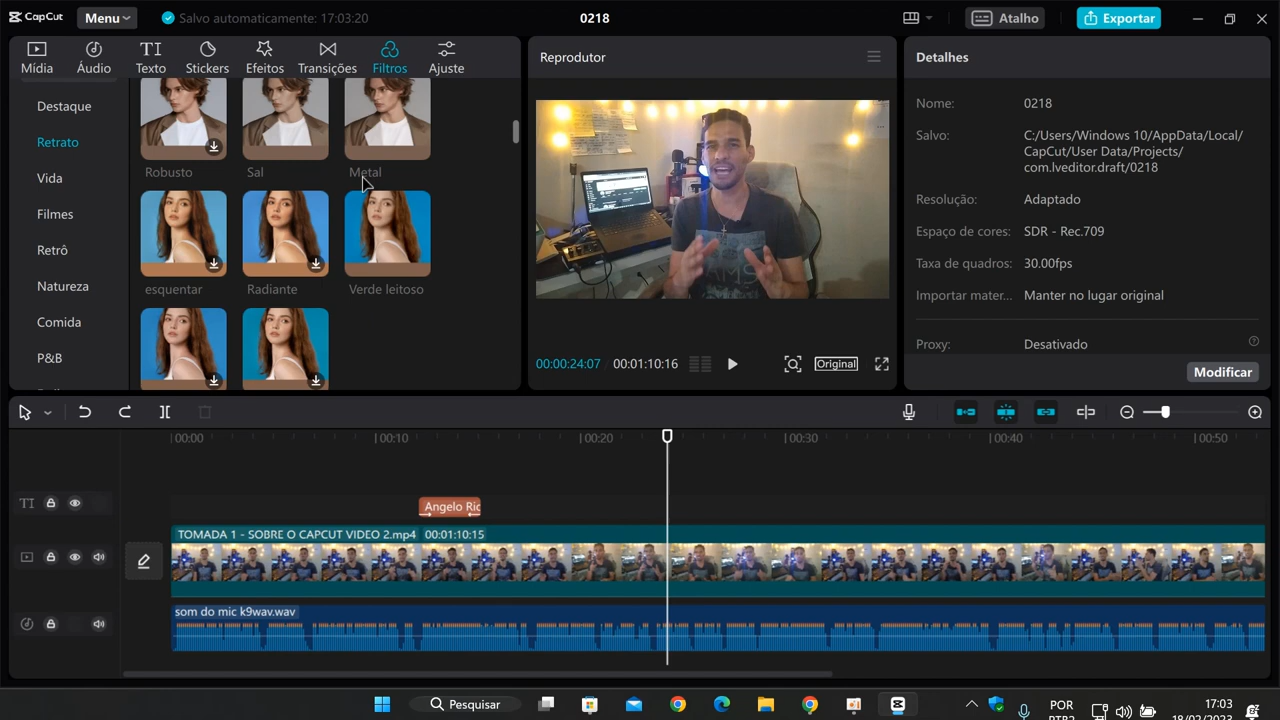 CapCut
Menu
Salvo automaticamente: 17:03:20
0218
Atalho
Exportar
Mídia
Áudio
TI
Texto
Stickers
Efeitos
Transições
Filtros
Ajuste
Destaque
Retrato
Vida
Filmes
Retrô
Natureza
Comida
P&B
Robusto
Sal
Metal
esquentar
Radiante
Verde leitoso
Reprodutor
00:00:24:07 / 00:01:10:16
Original
Detalhes
Nome: 0218
Salvo: C:/Users/Windows 10/AppData/Local/
CapCut/User Data/Projects/
com.lveditor.draft/0218
Resolução: Adaptado
Espaço de cores: SDR - Rec.709
Taxa de quadros: 30.00fps
Importar mater... Manter no lugar original
Proxy: Desativado
Modificar
00:00
00:10
00:20
00:30
00:40
00:50
TI
Angelo Ric
TOMADA 1 - SOBRE O CAPCUT VIDEO 2.mp4 00:01:10:15
som do mic k9wav.wav
Pesquisar
POR
PTB2
17:03
18/02/2023